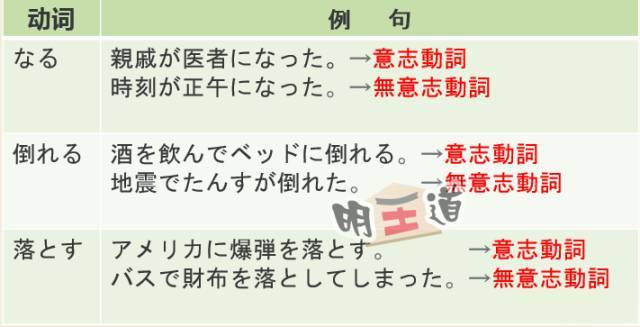 动词 例 句
なる 親戚が医者になった。→意志動詞
時刻が正午になった。→無意志動詞
倒れる 酒を飲んでベッドに倒れる。→意志動詞
地震でたんすが倒れた。 →無意志動詞
明王道
落とす アメリカに爆弾を落とす。 →意志動詞
バスで財布を落としてしまった。→無意志動詞